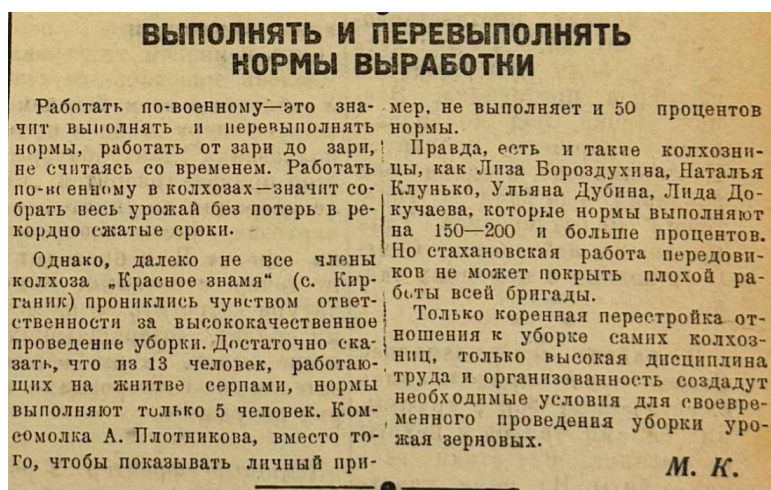 ВЫПОЛНЯТЬ И ПЕРЕВЫПОЛНЯТЬ
НОРМЫ ВЫРАБОТКИ
Работать по-военному—это зна-
чит выполнять и перевыполнять
нормы, работать от зари до зари,
не считаясь со временем. Работать
по-военному в колхозах—значит со-
брать весь урожай без потерь в ре-
кордно сжатые сроки.
Однако, далеко не все члены
колхоза „Красное знамя“ (с. Кир-
ганик) прониклись чувством ответ-
ственности за высококачественное
проведение уборки. Достаточно ска-
зать, что из 13 человек, работаю-
щих на жнитве серпами, нормы
выполняют только 5 человек. Ком-
сомолка А. Плотникова, вместо то-
го, чтобы показывать личный при-
мер, не выполняет и 50 процентов
нормы.
Правда, есть и такие колхозни-
цы, как Лиза Бороздухина, Наталья
Клунько, Ульяна Дубина, Лида До-
кучаева, которые нормы выполняют
на 150—200 и больше процентов.
Но стахановская работа передови-
ков не может покрыть плохой ра-
боты всей бригады.
Только коренная перестройка от-
ношения к уборке самих колхоз-
ниц, только высокая дисциплина
труда и организованность создадут
необходимые условия для своевре-
менного проведения уборки уро-
жая зерновых.
М. К.